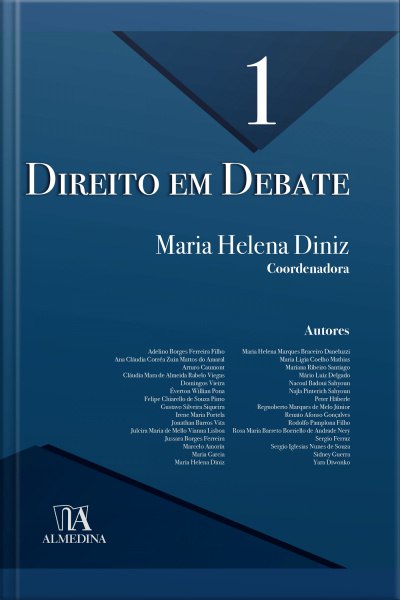 1
DIREITO EM DEBATE
Maria Helena Diniz
Coordenadora
Autores
Adelino Borges Ferreira Filho
Ana Cláudia Corrêa Zuin Mattos do Amaral
Arturo Caumont
Cláudia Mara de Almeida Rabelo Viegas
Domingos Vieira
Éverton Willian Pona
Felipe Chiarello de Souza Pinto
Gustavo Silveira Siqueira
Irene Maria Portela
Jonathan Barros Vita
Julcira Maria de Mello Vianna Lisboa
Jussara Borges Ferreira
Marcelo Amorin
Maria Garcia
Maria Helena Diniz
Maria Helena Marques Braceiro Daneluzzi
Maria Ligia Coelho Mathias
Mariana Ribeiro Santiago
Mário Luiz Delgado
Nacoul Badoui Sahyoun
Najla Pinterich Sahyoun
Peter Häberle
Regnoberto Marques de Melo Júnior
Renato Afonso Gonçalves
Rodolfo Pamplona Filho
Rosa Maria Barreto Borriello de Andrade Nery
Sergio Ferraz
Sergio Iglesias Nunes de Souza
Sidney Guerra
Yara Diwonko
ALMEDINA